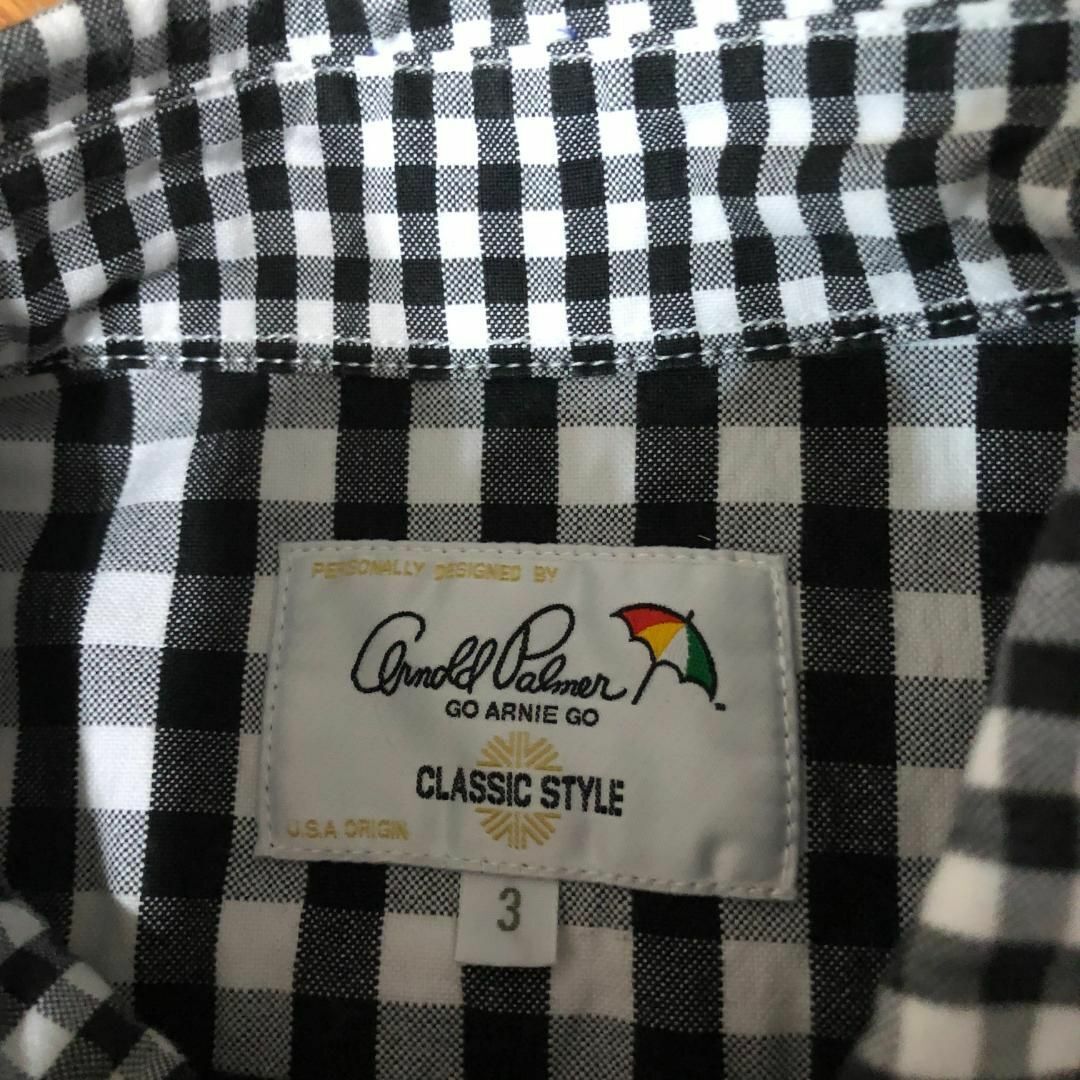 PERSONALLY DESIGNED BY
Arnold Palmer
GO ARNIE GO
CLASSIC STYLE
U.S.A ORIGIN
3